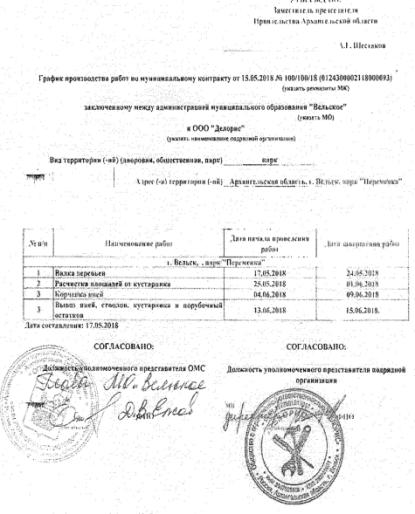 УТВЕРЖДАЮ:
Заместитель председателя
Правительства Архангельской области
График производства работ по муниципальному контракту от 15.05.2018 № 100/100/18 (0124300002118000093)
(указать реквизиты МК)
заключенному между администрацией муниципального образования "Вельское"
(указать МО)
и ООО "Делорис"
(указать наименование подрядной организации)
Вид территории (-ий) (дворовая, общественная, парк) парк
Адрес (-а) территории (-ий) Архангельская область, г. Вельск, парк "Переменка"
№ п/п Наименование работ Дата начала проведения работ Дата завершения работ
г. Вельск, , парк "Переменка"
1 Валка деревьев 17.05.2018 24.05.2018
2 Расчистка площадей от кустарника 25.05.2018 01.06.2018
3 Корчевка пней 04.06.2018 09.06.2018
3 Вывоз пней, стволов, кустарника и порубочных остатков 13.06.2018 15.06.2018.
Дата составления: 17.05.2018
СОГЛАСОВАНО: СОГЛАСОВАНО:
Должность уполномоченного представителя ОМС
Должность уполномоченного представителя подрядной организации
Глава МО "Вельское"
директор
МП